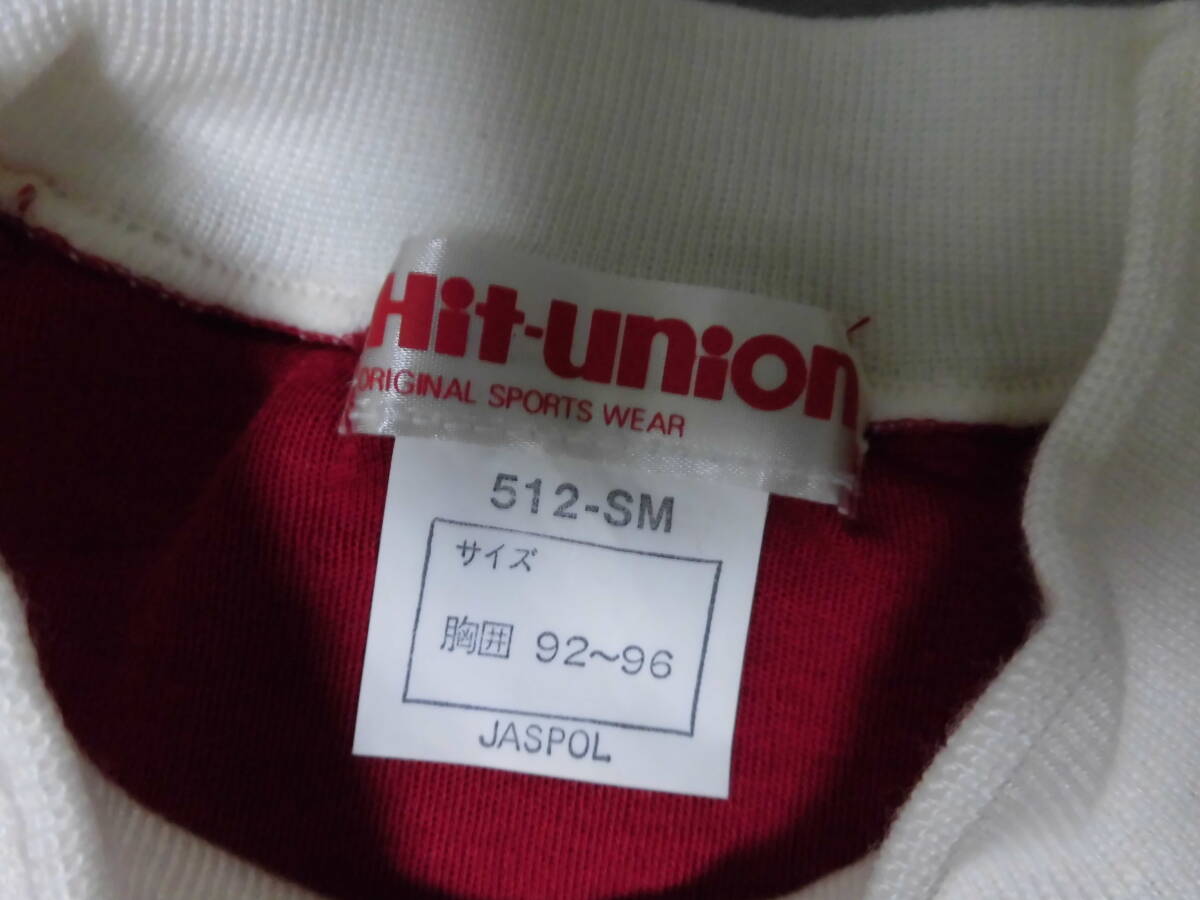 Hit-union
ORIGINAL SPORTS WEAR
512-SM
サイズ
胸囲 92~96
JASPOL